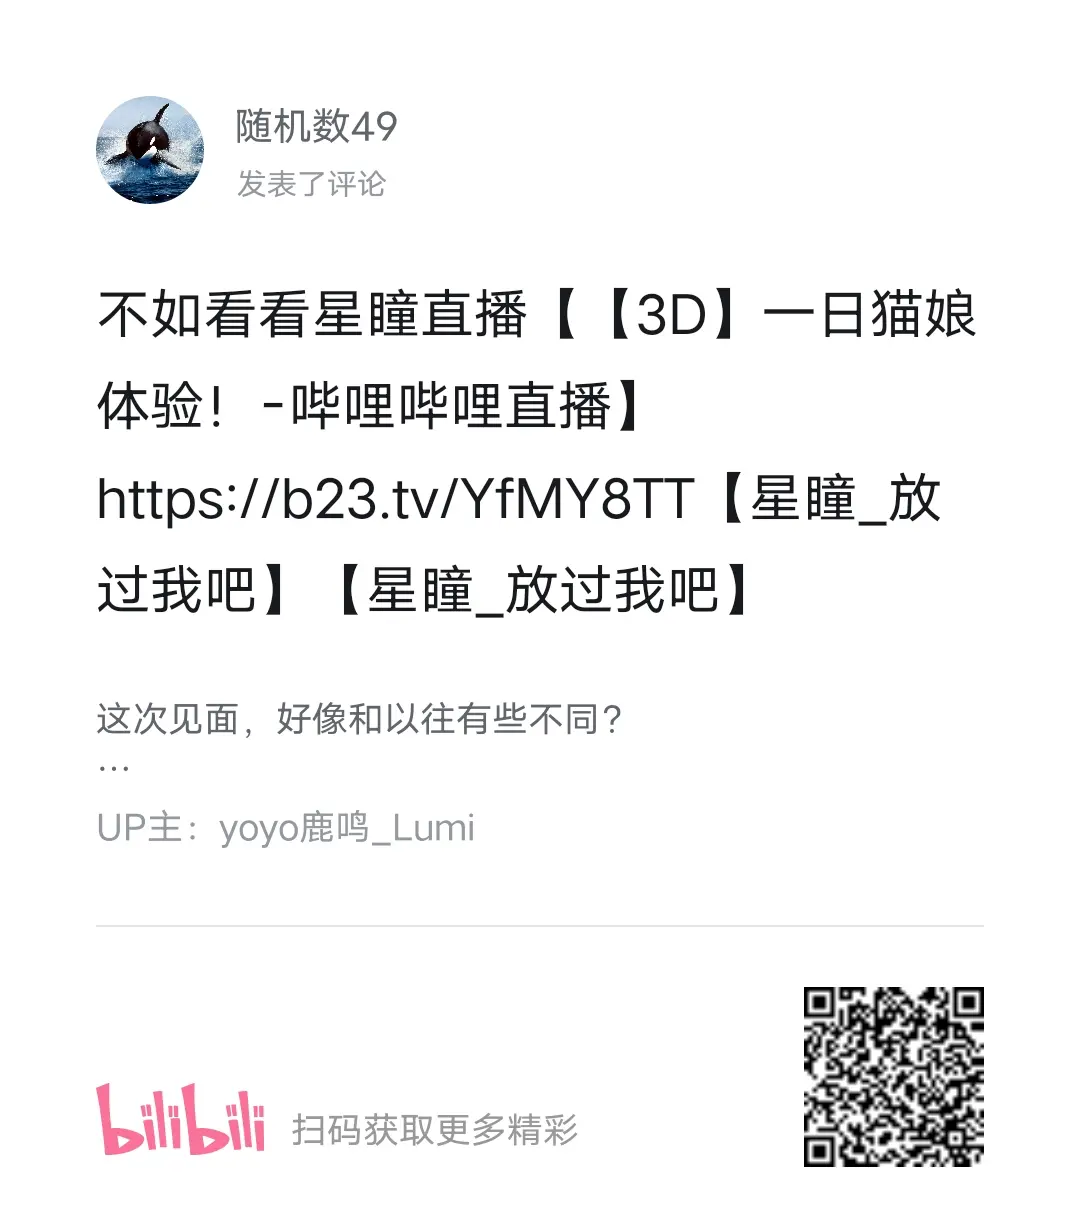 随机数49
发表了评论
不如看看星瞳直播【【3D】一日猫娘
体验！-哔哩哔哩直播】
https://b23.tv/YfMY8TT【星瞳_放
过我吧】【星瞳_放过我吧】
这次见面，好像和以往有些不同？
...
UP主：yoyo鹿鸣_Lumi
bilibili 扫码获取更多精彩